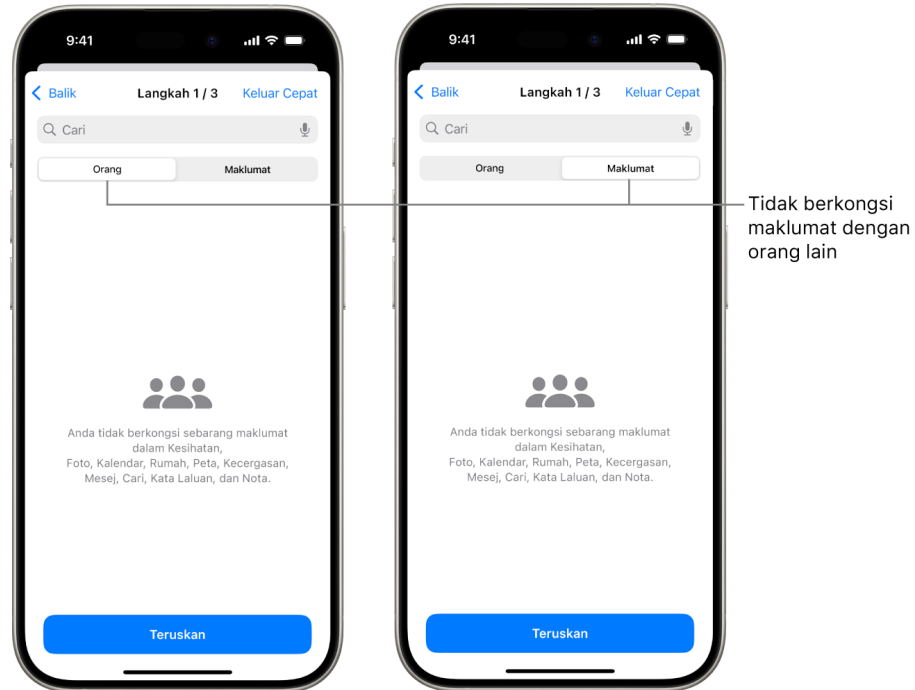 9:41
Balik
Langkah 1 / 3
Keluar Cepat
Cari
Orang
Maklumat
Anda tidak berkongsi sebarang maklumat
dalam Kesihatan,
Foto, Kalendar, Rumah, Peta, Kecergasan,
Mesej, Cari, Kata Laluan, dan Nota.
Teruskan
9:41
Balik
Langkah 1 / 3
Keluar Cepat
Cari
Orang
Maklumat
Anda tidak berkongsi sebarang maklumat
dalam Kesihatan,
Foto, Kalendar, Rumah, Peta, Kecergasan,
Mesej, Cari, Kata Laluan, dan Nota.
Teruskan
Tidak berkongsi
maklumat dengan
orang lain